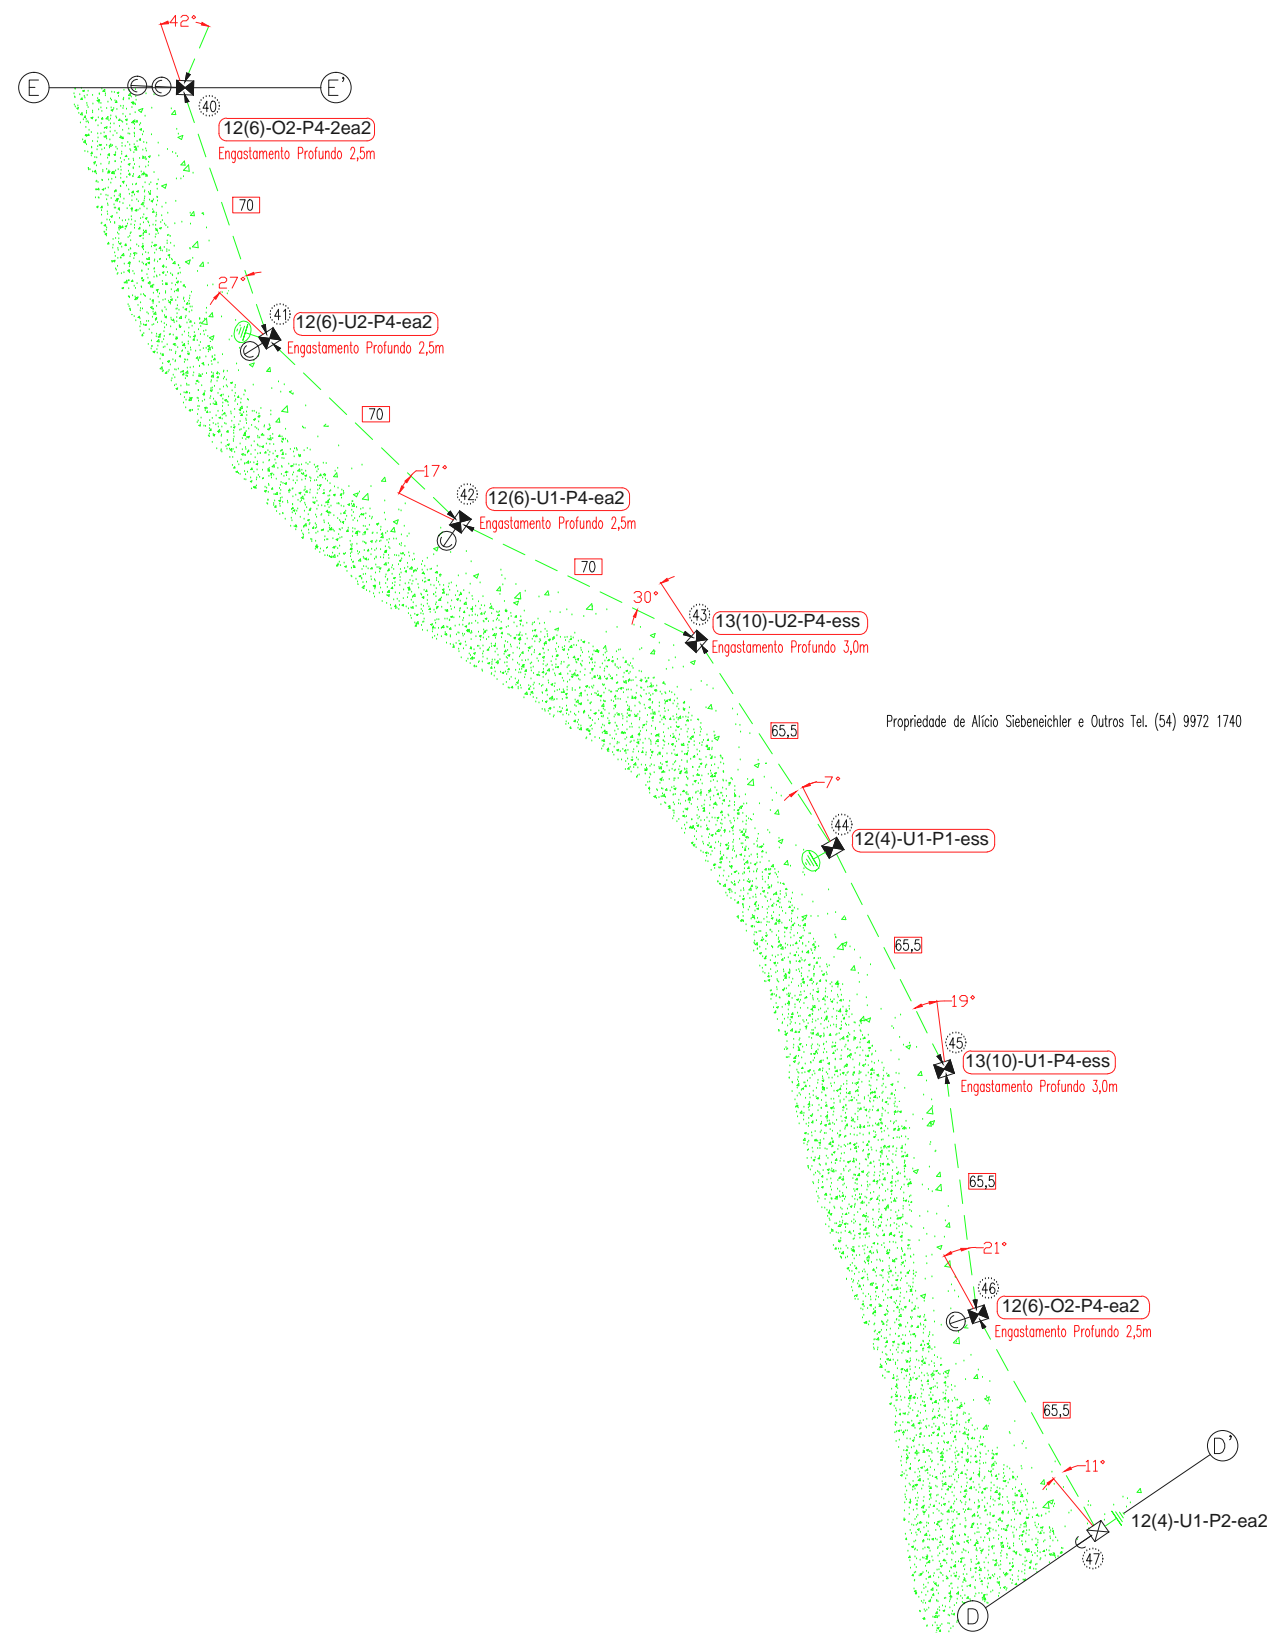 42°
E
E'
40
12(6)-O2-P4-2ea2
Engastamento Profundo 2,5m
70
27°
41
12(6)-U2-P4-ea2
Engastamento Profundo 2,5m
70
17°
42
12(6)-U1-P4-ea2
Engastamento Profundo 2,5m
70
30°
43
13(10)-U2-P4-ess
Engastamento Profundo 3,0m
Propriedade de Alício Siebeneichler e Outros Tel. (54) 9972 1740
65,5
7°
44
12(4)-U1-P1-ess
65,5
19°
45
13(10)-U1-P4-ess
Engastamento Profundo 3,0m
65,5
21°
46
12(6)-O2-P4-ea2
Engastamento Profundo 2,5m
65,5
D'
11°
12(4)-U1-P2-ea2
47
D